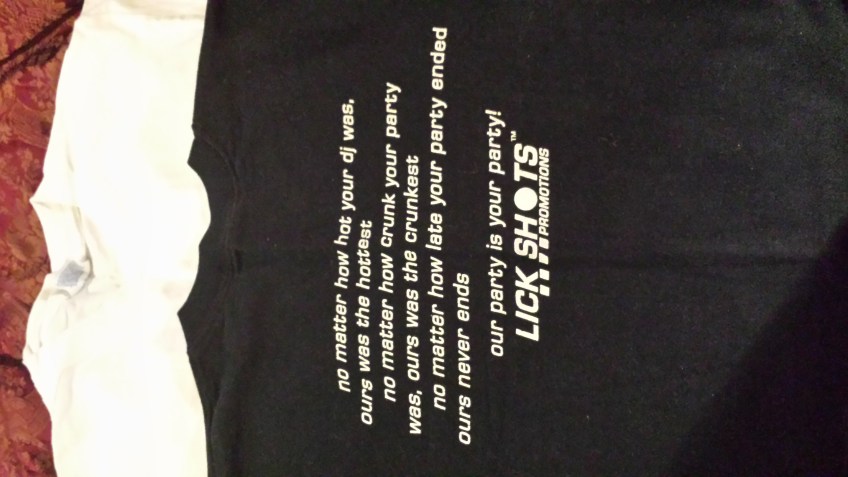 no matter how hot your dj was,
ours was the hottest
no matter how crunk your party
was, ours was the crunkest
no matter how late your party ended
ours never ends
our party is your party!
LICK SHOTS™
PROMOTIONS